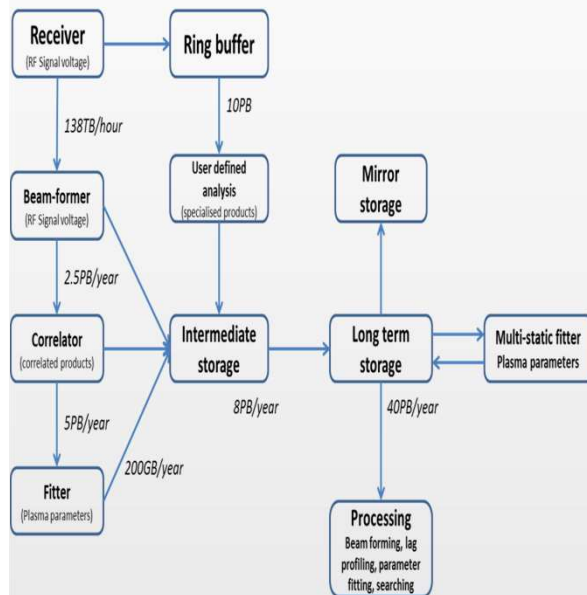 Receiver
(RF Signal voltage)
Ring buffer
138TB/hour
10PB
Beam-former
(RF Signal voltage)
User defined
analysis
(specialised products)
Mirror
storage
2.5PB/year
Correlator
(correlated products)
Intermediate
storage
Long term
storage
Multi-static fitter
Plasma parameters
5PB/year
200GB/year
8PB/year
40PB/year
Fitter
(Plasma parameters)
Processing
Beam forming, lag
profiling, parameter
fitting, searching